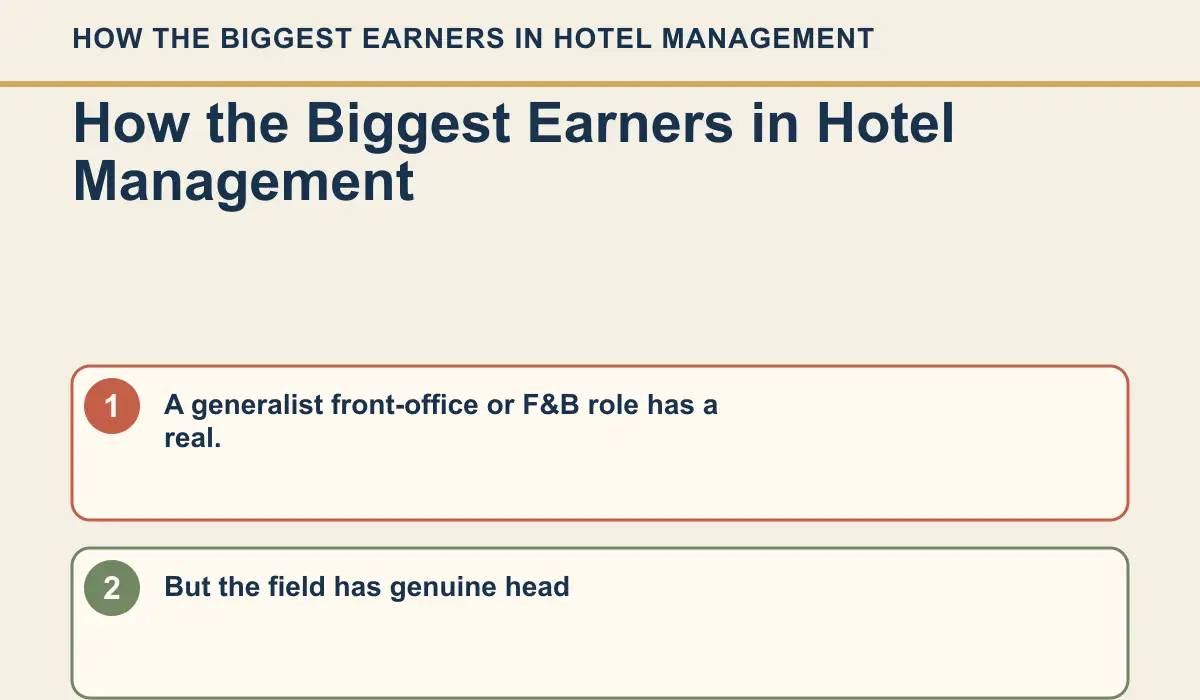 HOW THE BIGGEST EARNERS IN HOTEL MANAGEMENT
How the Biggest Earners in Hotel
Management
1
A generalist front-office or F&B role has a
real.
2
But the field has genuine head